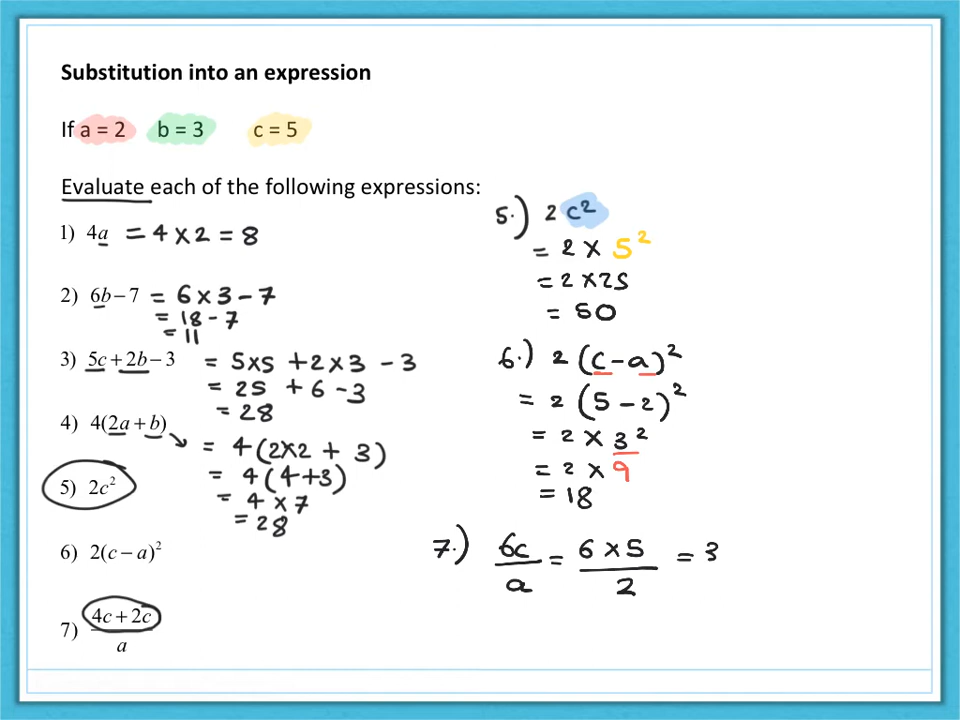 Substitution into an expression
If a = 2 b = 3 c = 5
Evaluate each of the following expressions:
1) 4a = 4 × 2 = 8
2) 6b – 7 = 6 × 3 – 7
= 18 – 7
= 11
3) 5c + 2b – 3 = 5×5 + 2 × 3 – 3
= 25 + 6 – 3
= 28
4) 4(2a + b)
= 4 (2×2 + 3)
= 4 (4+3)
= 4 × 7
= 28
5) 2c²
6) 2(c – a)²
7) 4c + 2c
a
5.) 2 c²
= 2 × 5²
= 2 × 25
= 50
6.) 2 (c – a)²
= 2 (5 – 2)²
= 2 × 3²
= 2 × 9
= 18
7.) 6c = 6 × 5 = 3
a 2